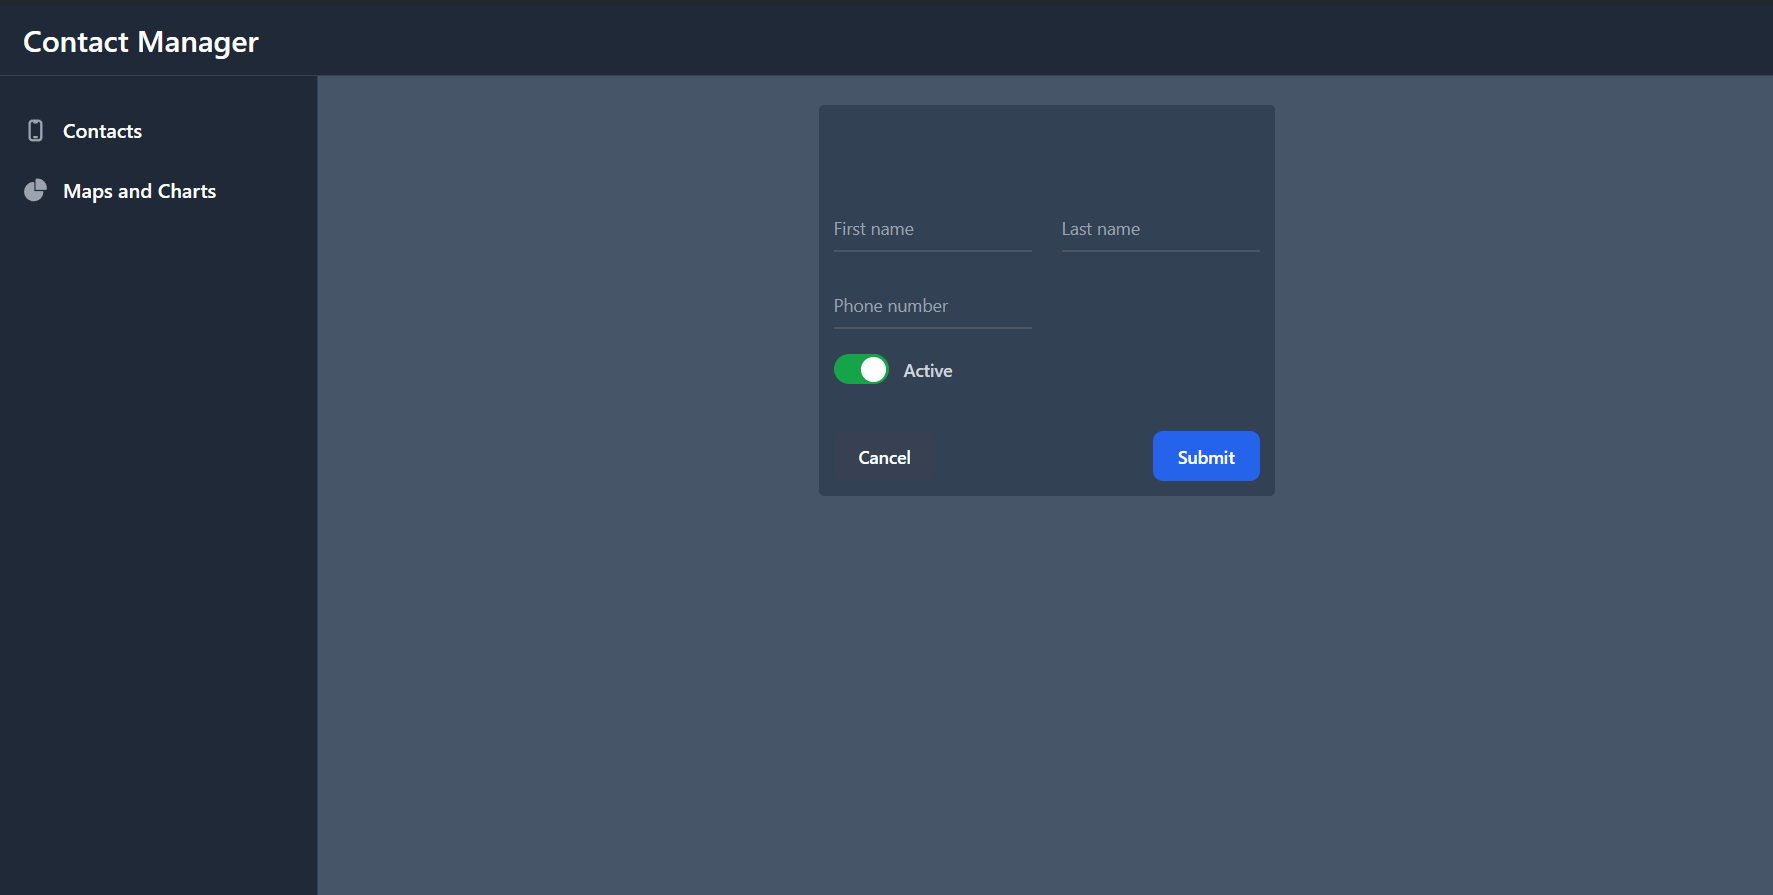 Contact Manager
Contacts
Maps and Charts
First name
Last name
Phone number
Active
Cancel
Submit